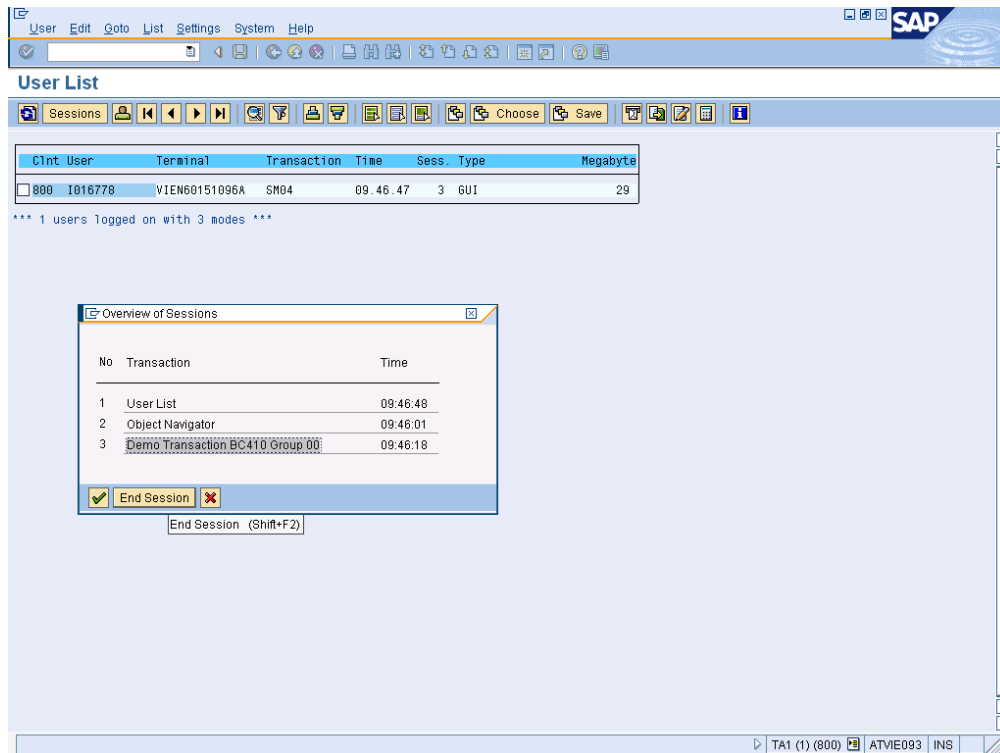 User Edit Goto List Settings System Help
SAP
User List
Sessions Choose Save
Clnt User Terminal Transaction Time Sess. Type Megabyte
800 I016778 VIEN60151096A SM04 09.46.47 3 GUI 29
*** 1 users logged on with 3 modes ***
Overview of Sessions
No Transaction Time
1 User List 09:46:48
2 Object Navigator 09:46:01
3 Demo Transaction BC410 Group 00 09:46:18
End Session
End Session (Shift+F2)
TA1 (1) (800) ATVIE093 INS